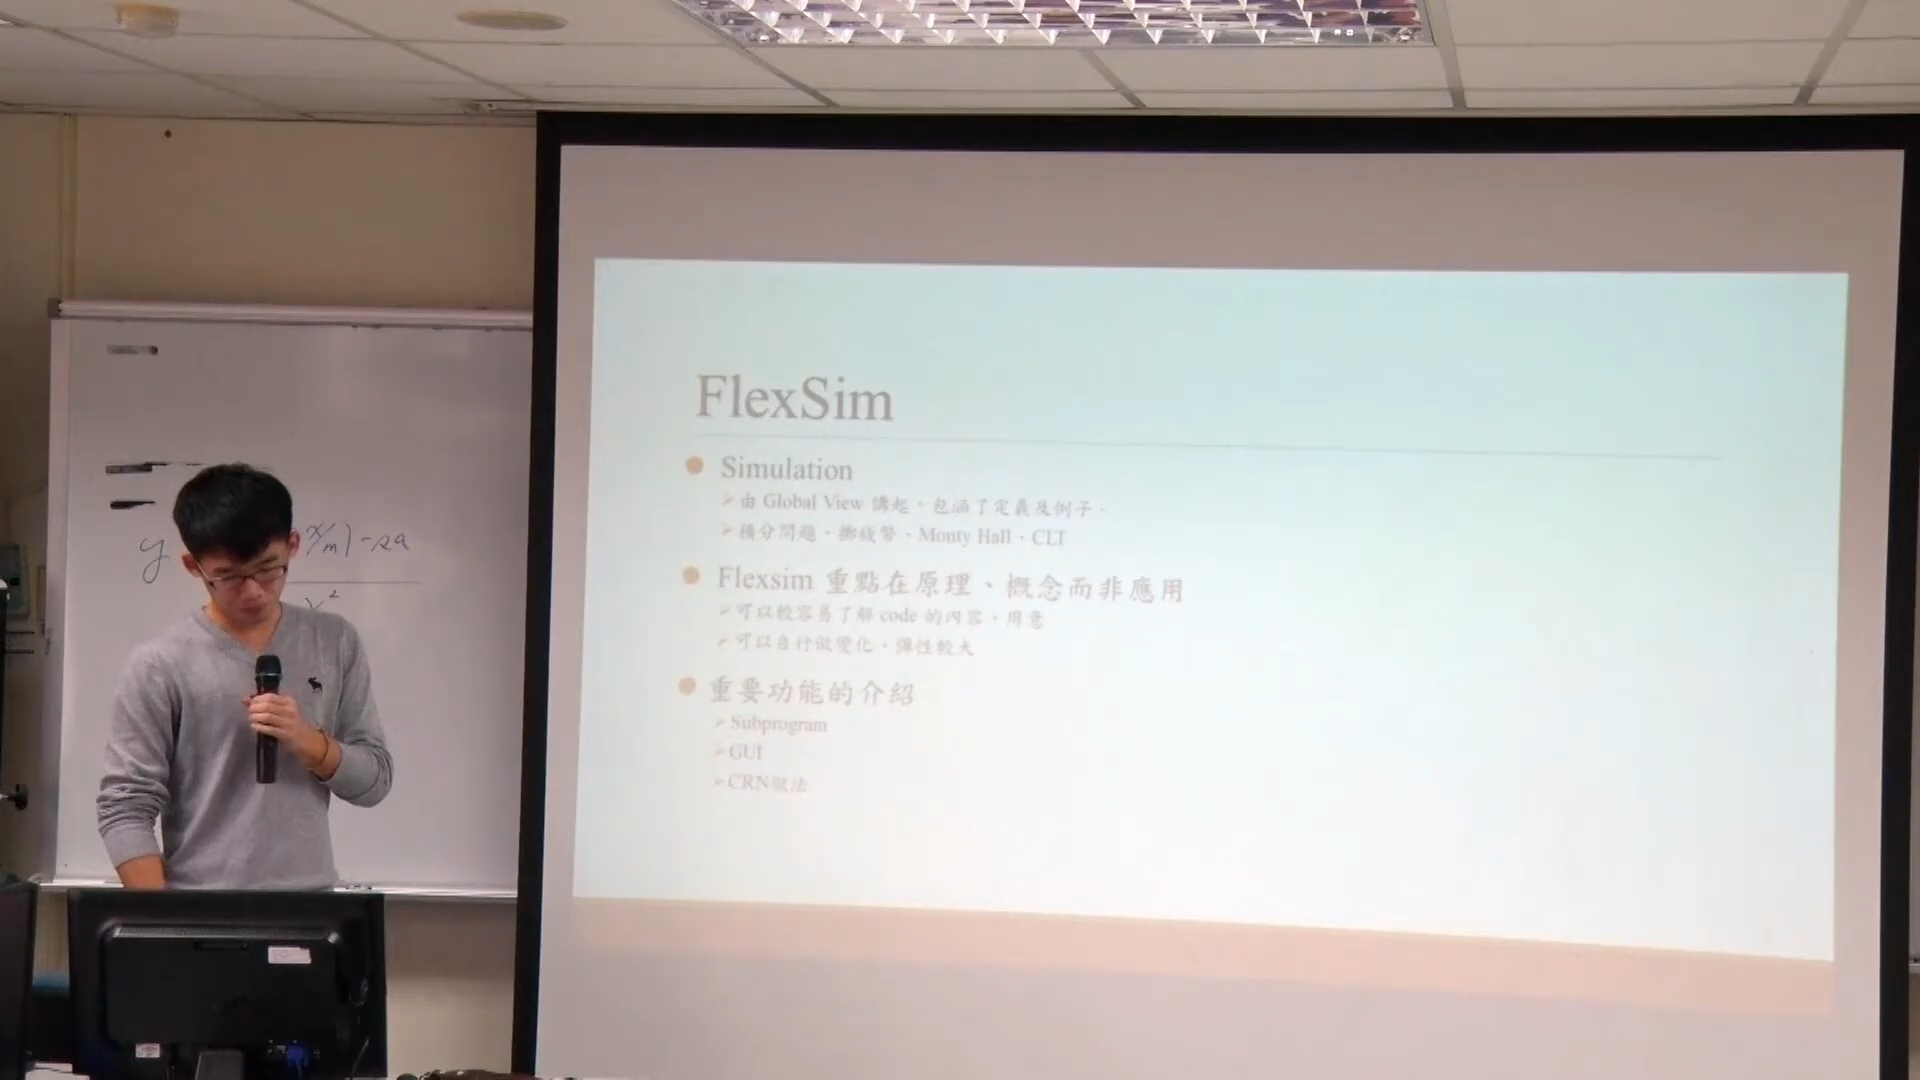 FlexSim
Simulation
由 Global View 講起,包涵了定義及例子。
積分問題、擲錢幣、Monty Hall、CLT
Flexsim 重點在原理、概念而非應用
可以較容易了解 code 的內容、用意
可以自行做變化,彈性較大
重要功能的介紹
Subprogram
GUI
CRN做法
y